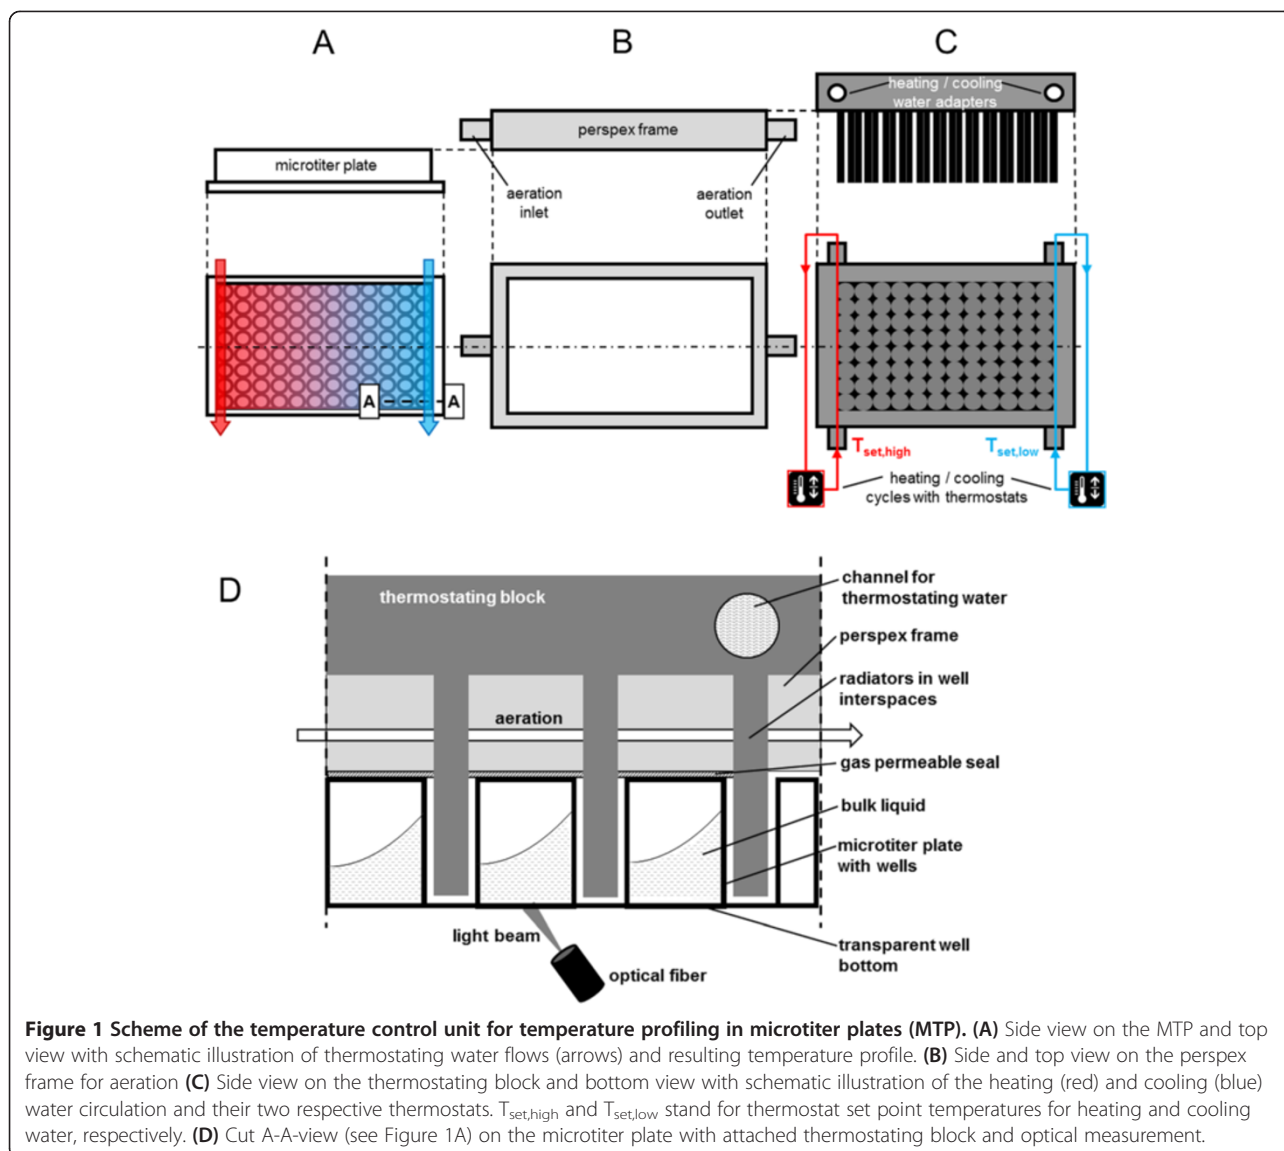 A
B
C
microtiter plate
perspex frame
aeration
inlet
aeration
outlet
heating / cooling
water adapters
A
A
Tset,high
Tset,low
heating / cooling
cycles with thermostats
D
thermostating block
channel for
thermostating water
perspex frame
radiators in well
interspaces
aeration
gas permeable seal
bulk liquid
microtiter plate
with wells
light beam
transparent well
bottom
optical fiber
Figure 1 Scheme of the temperature control unit for temperature profiling in microtiter plates (MTP). (A) Side view on the MTP and top
view with schematic illustration of thermostating water flows (arrows) and resulting temperature profile. (B) Side and top view on the perspex
frame for aeration (C) Side view on the thermostating block and bottom view with schematic illustration of the heating (red) and cooling (blue)
water circulation and their two respective thermostats. Tset,high and Tset,low stand for thermostat set point temperatures for heating and cooling
water, respectively. (D) Cut A-A-view (see Figure 1A) on the microtiter plate with attached thermostating block and optical measurement.